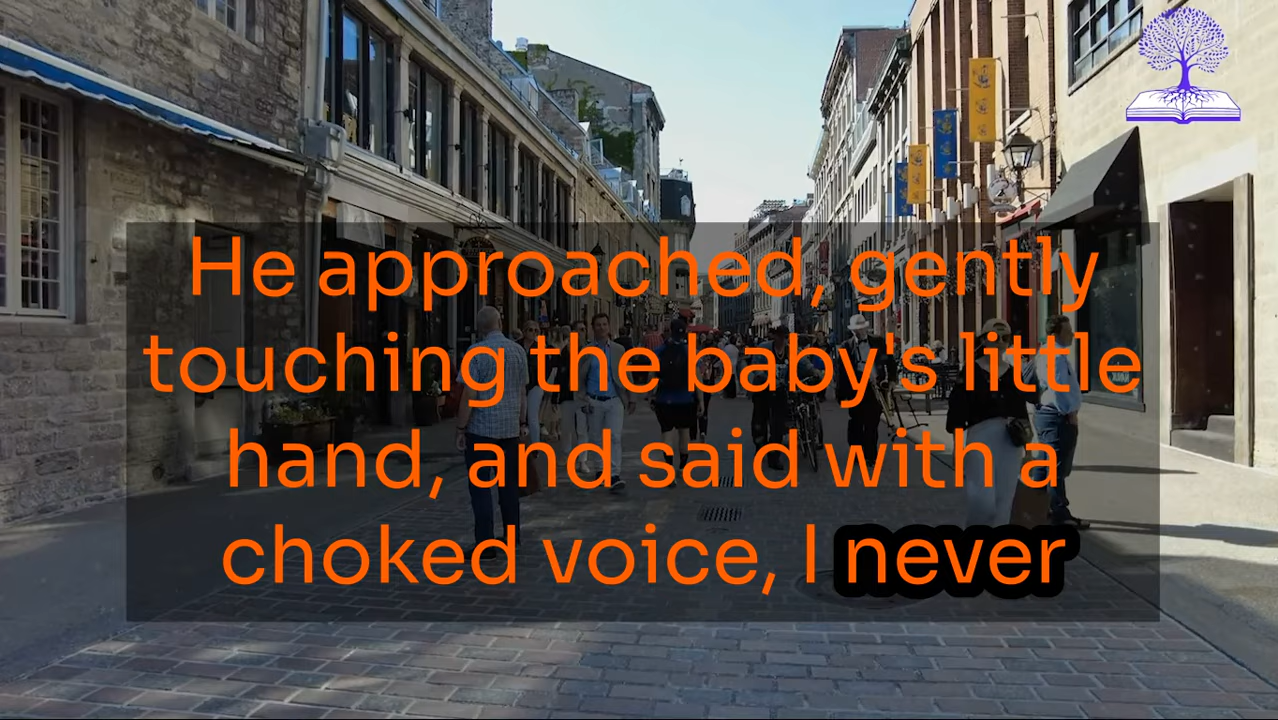 He approached, gently
touching the baby's little
hand, and said with a
choked voice, I never